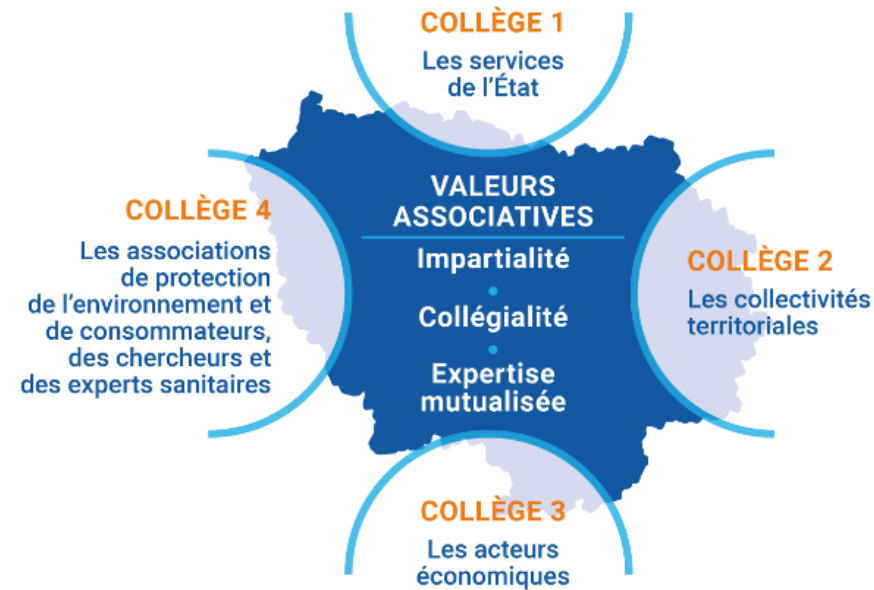 COLLÈGE 1
Les services
de l'État
VALEURS
ASSOCIATIVES
Impartialité
Collégialité
Expertise
mutualisée
COLLÈGE 4
Les associations
de protection
de l'environnement et
de consommateurs,
des chercheurs et
des experts sanitaires
COLLÈGE 2
Les collectivités
territoriales
COLLÈGE 3
Les acteurs
économiques